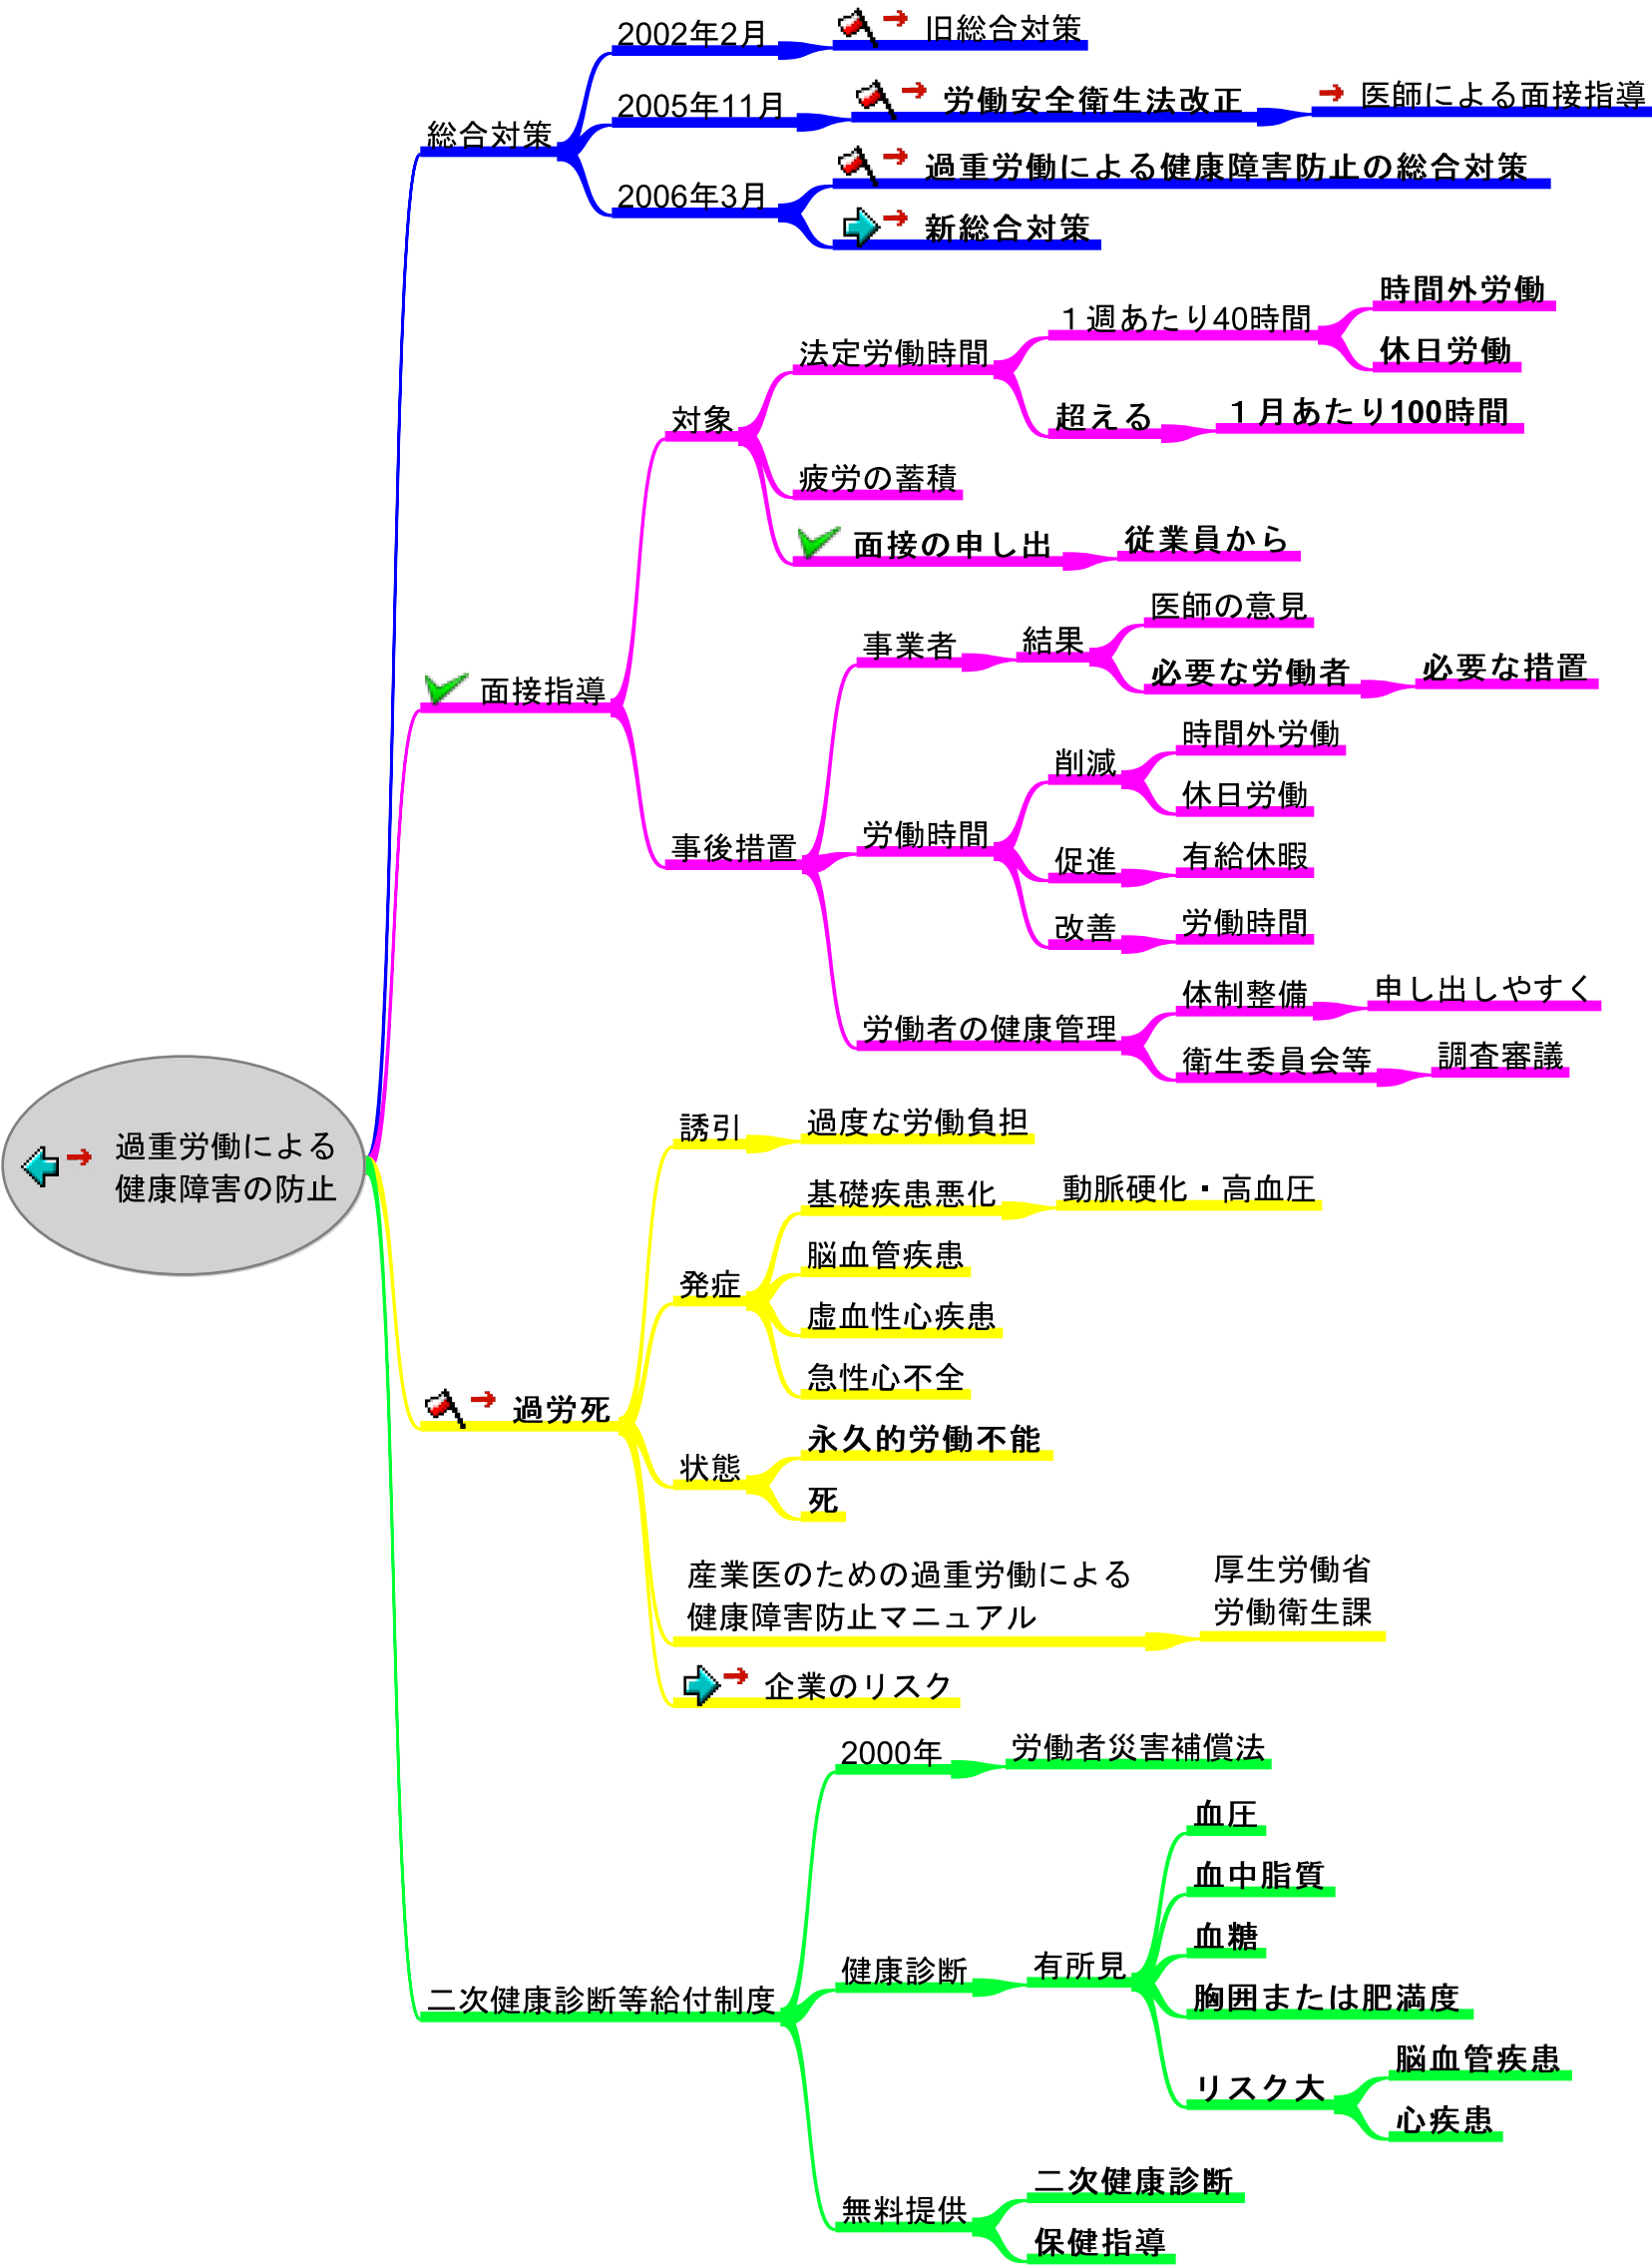 2002年2月
旧総合対策
2005年11月
労働安全衛生法改正
医師による面接指導
総合対策
2006年3月
過重労働による健康障害防止の総合対策
新総合対策
時間外労働
１週あたり40時間
休日労働
法定労働時間
超える
１月あたり100時間
対象
疲労の蓄積
面接の申し出
従業員から
医師の意見
事業者
結果
必要な労働者
必要な措置
面接指導
時間外労働
削減
休日労働
労働時間
事後措置
促進
有給休暇
改善
労働時間
体制整備
申し出しやすく
労働者の健康管理
衛生委員会等
調査審議
過重労働による
健康障害の防止
誘引
過度な労働負担
基礎疾患悪化
動脈硬化・高血圧
脳血管疾患
発症
虚血性心疾患
急性心不全
過労死
永久的労働不能
状態
死
産業医のための過重労働による
健康障害防止マニュアル
厚生労働省
労働衛生課
企業のリスク
2000年
労働者災害補償法
血圧
血中脂質
血糖
健康診断
有所見
胸囲または肥満度
二次健康診断等給付制度
脳血管疾患
リスク大
心疾患
二次健康診断
無料提供
保健指導